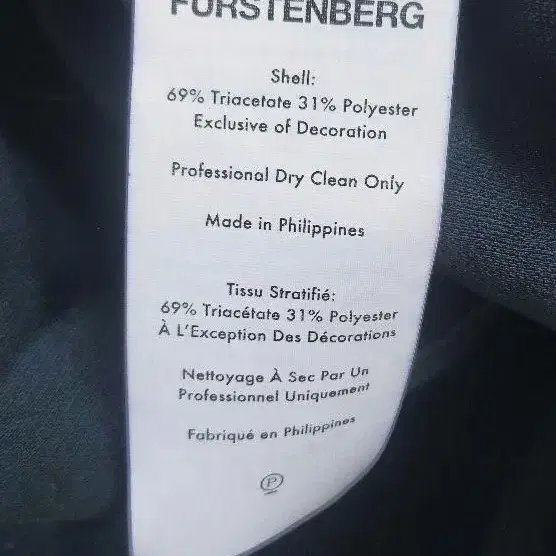 FURSTENBERG
Shell:
69% Triacetate 31% Polyester
Exclusive of Decoration
Professional Dry Clean Only
Made in Philippines
Tissu Stratifié:
69% Triacétate 31% Polyester
À L'Exception Des Décorations
Nettoyage À Sec Par Un
Professionnel Uniquement
Fabriqué en Philippines
P